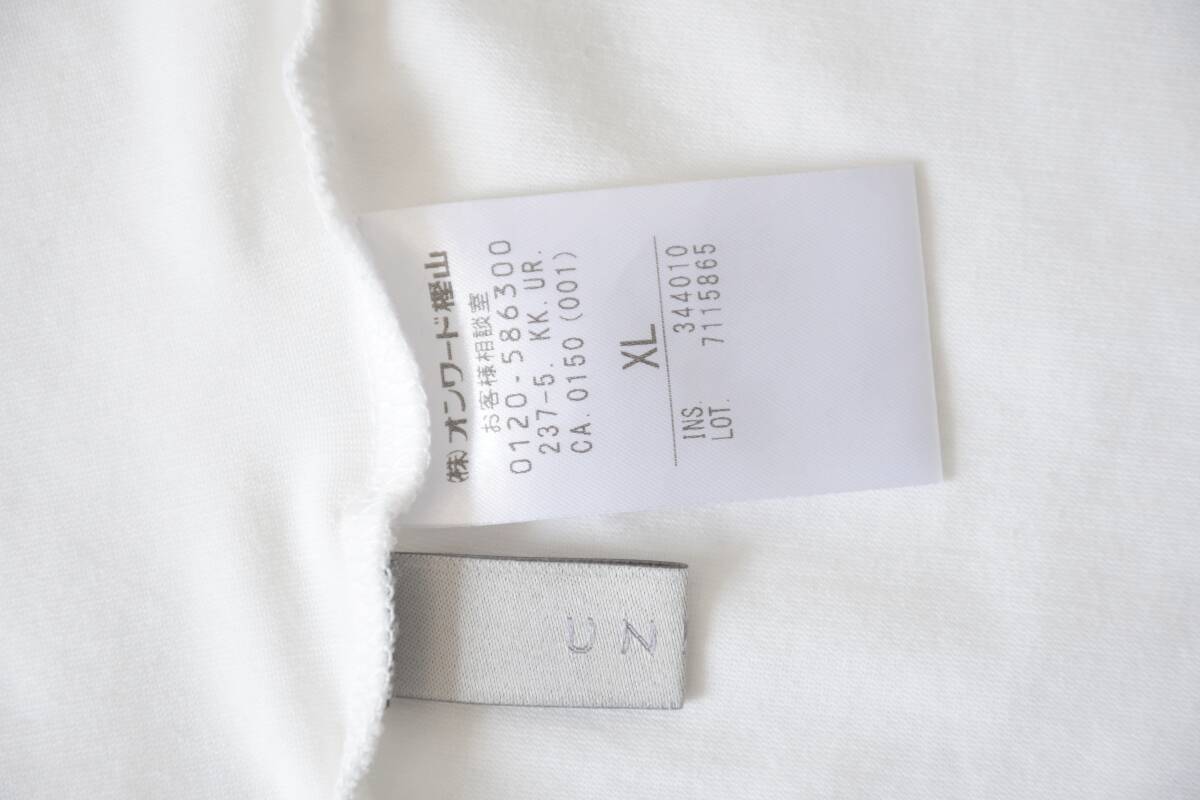 (株)オンワード樫山
お客様相談室
0120-586300
237-5. KK.UR.
CA.0150 (001)
XL
INS. 344010
LOT. 7115865
U
N